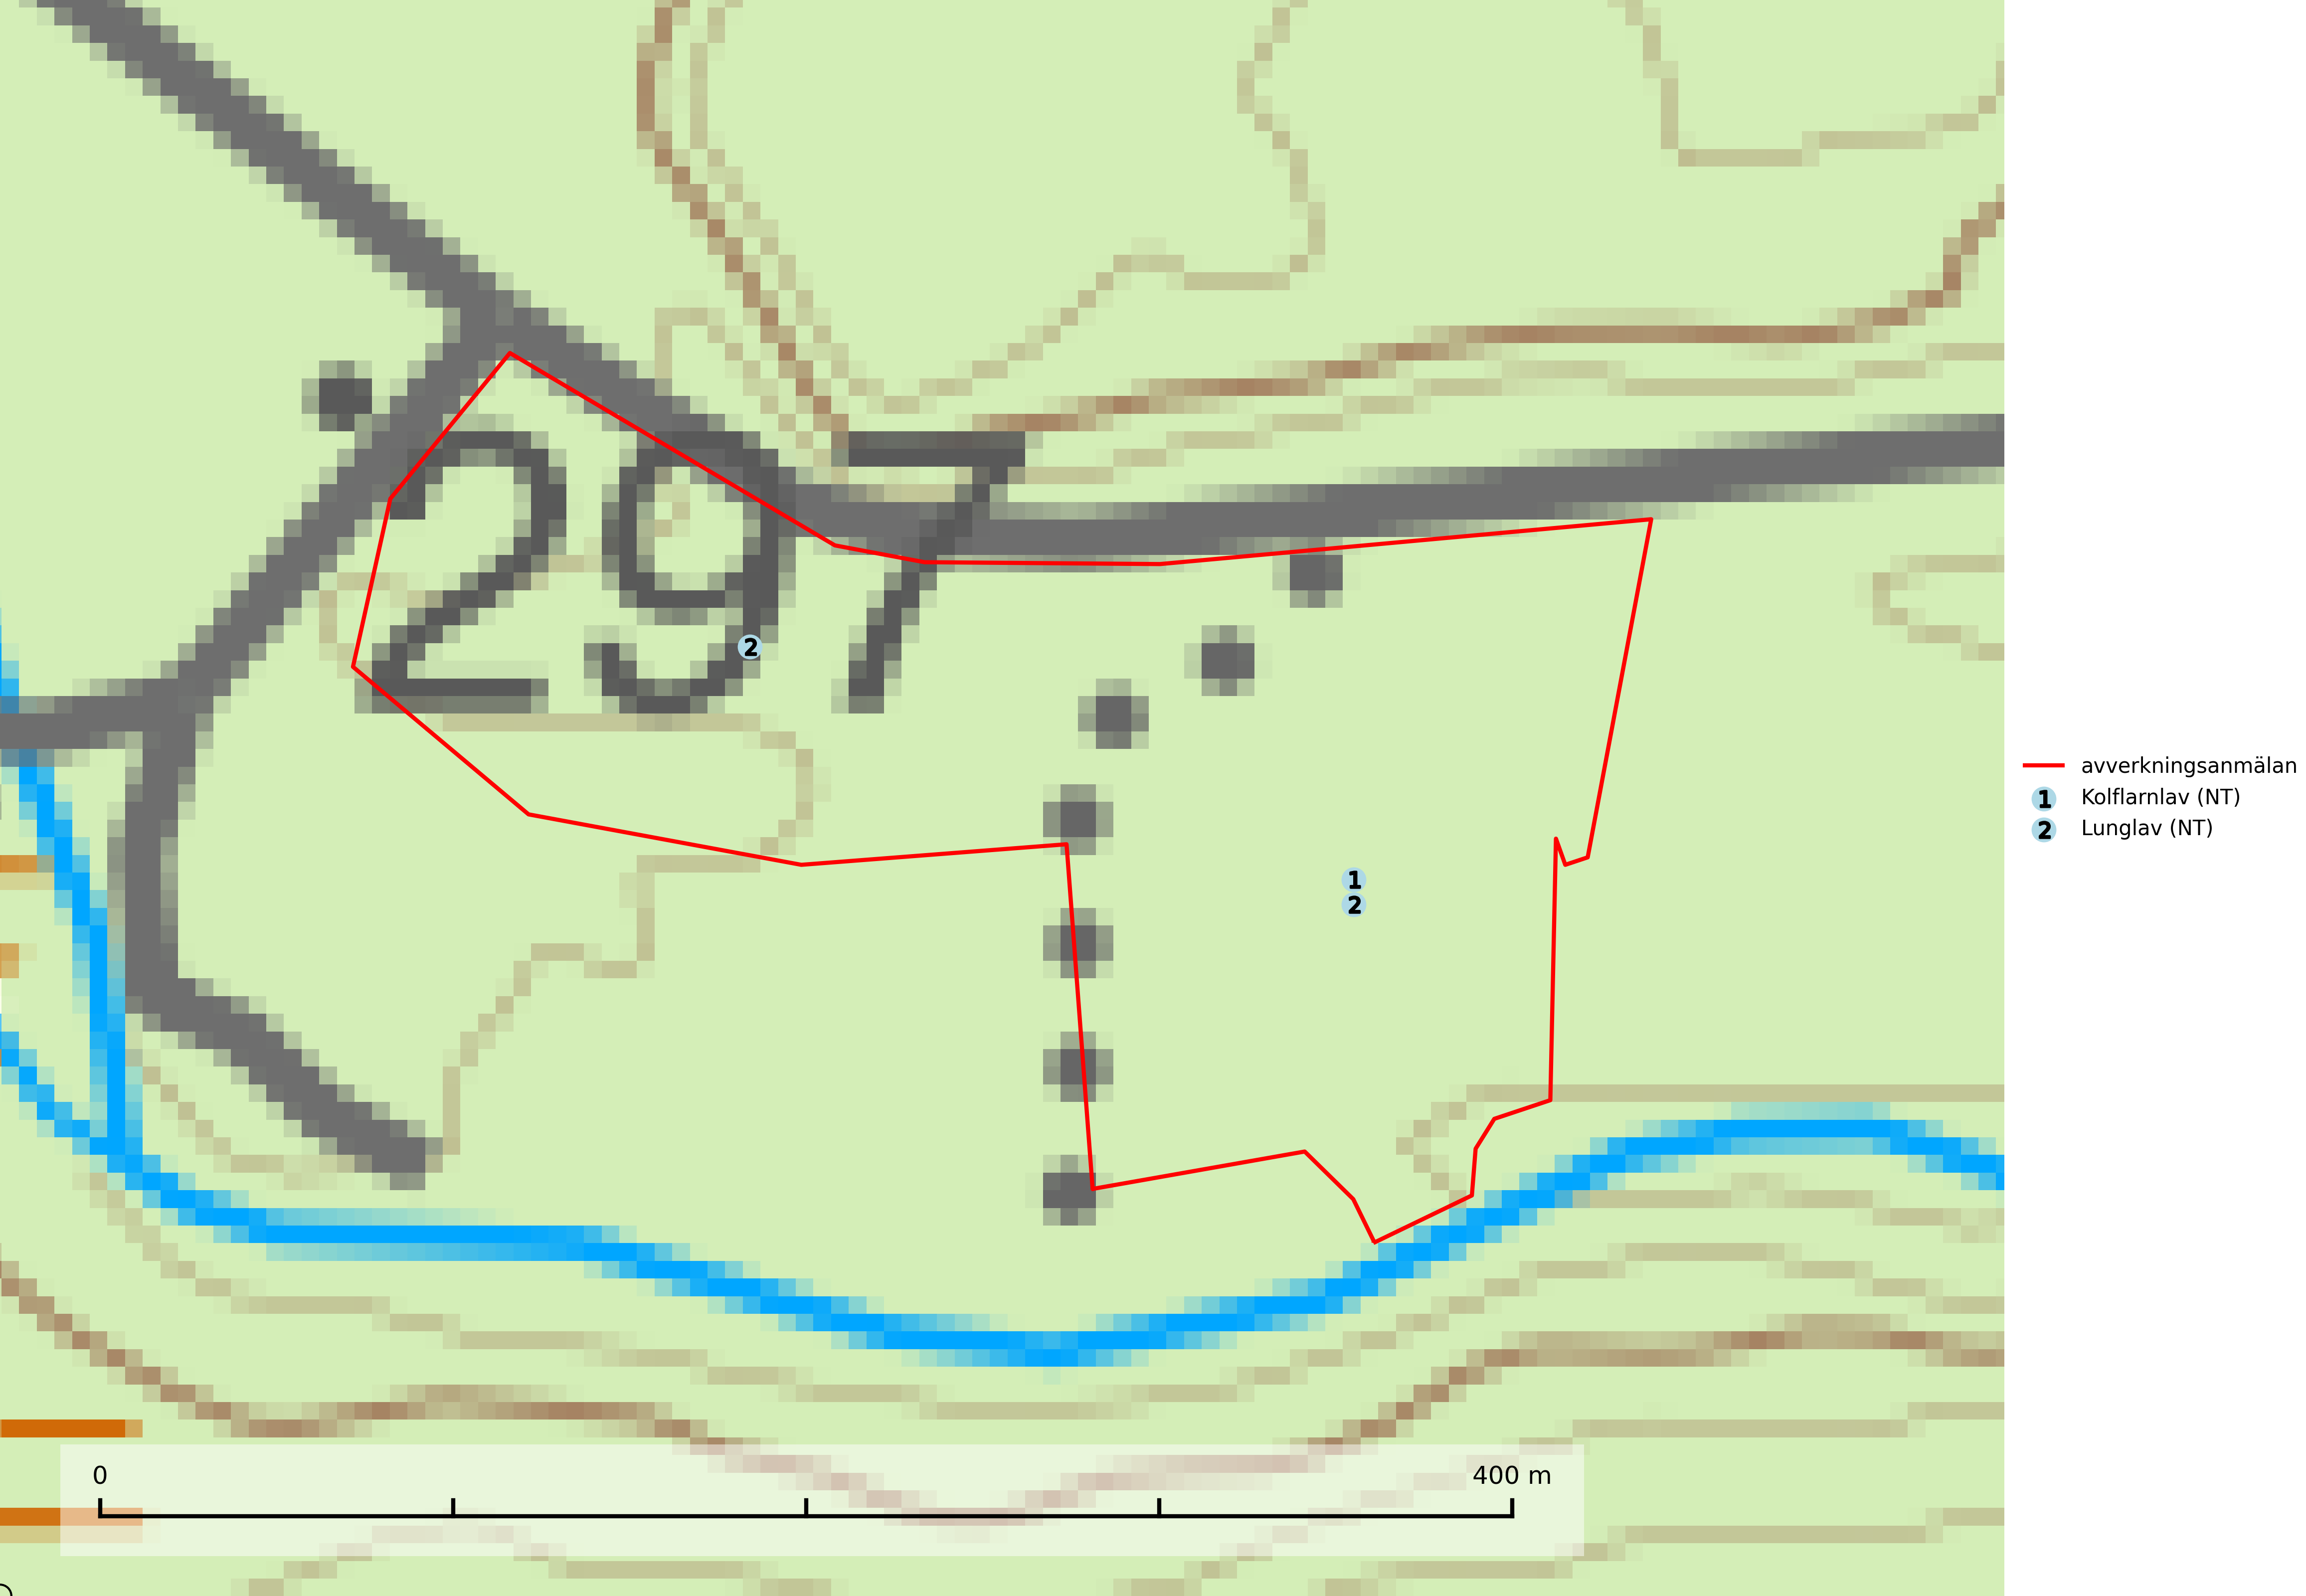 297
2
1
2
avverkningsanmälan
1 Kolflarnlav (NT)
2 Lunglav (NT)
0 400 m